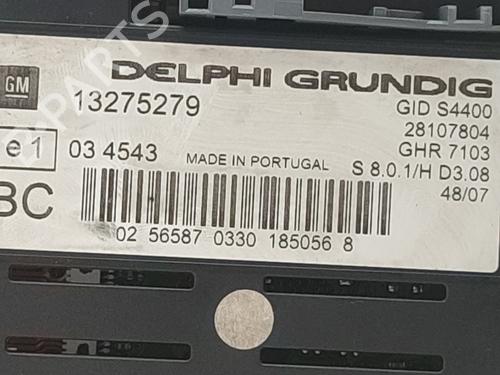 DELPHI GRUNDIG
GM
13275279
GID S4400
28107804
e1
03 4543
MADE IN PORTUGAL
GHR 7103
S 8.0.1/H D3.08
48/07
BC
02 56587 0330 185056 8